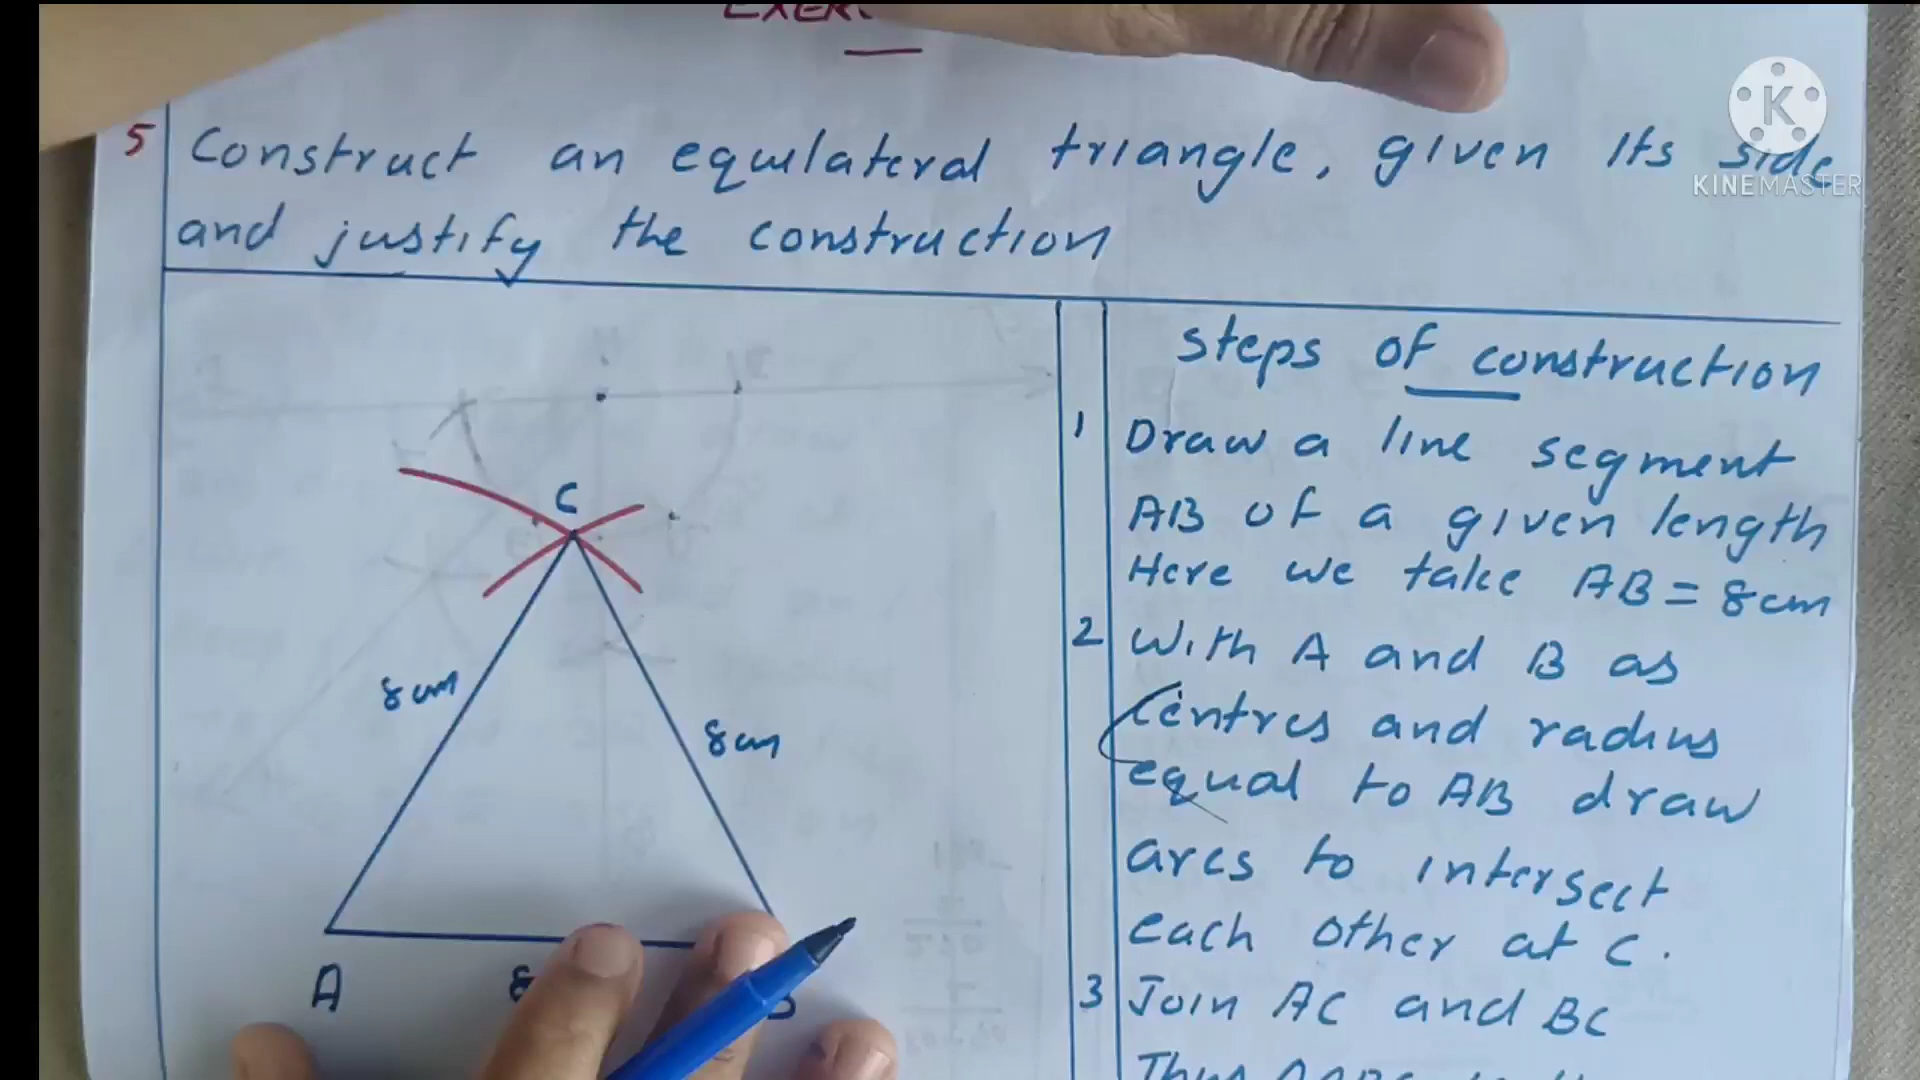 5 Construct an equilateral triangle, given its side
and justify the construction
KINEMASTER
C
8cm
8cm
A
B
Steps of construction
1 Draw a line segment
AB of a given length
Here we take AB = 8cm
2 With A and B as
centres and radius
equal to AB draw
arcs to intersect
each other at C.
3 Join AC and BC